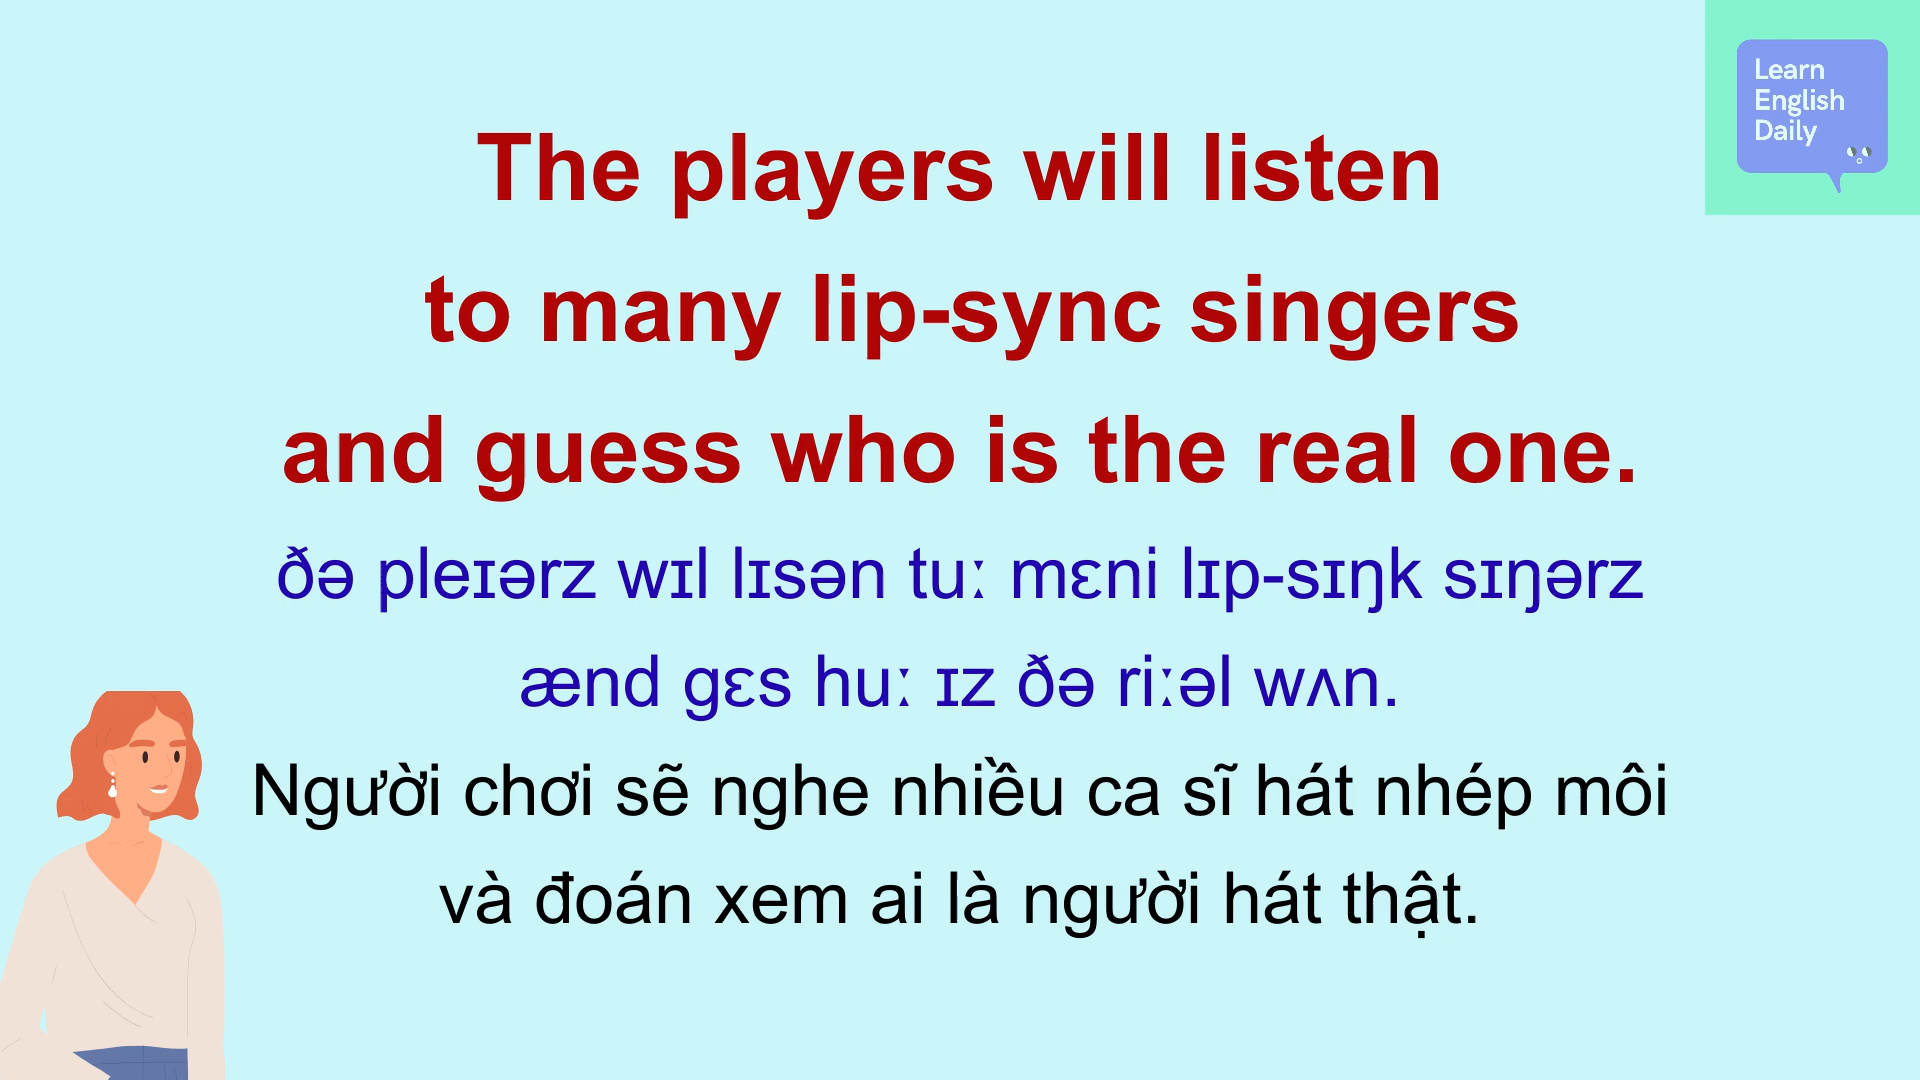 Learn
English
Daily
The players will listen
to many lip-sync singers
and guess who is the real one.
ðə pleɪərz wɪl lɪsən tuː mɛni lɪp-sɪŋk sɪŋərz
ænd gɛs huː ɪz ðə riːəl wʌn.
Người chơi sẽ nghe nhiều ca sĩ hát nhép môi
và đoán xem ai là người hát thật.